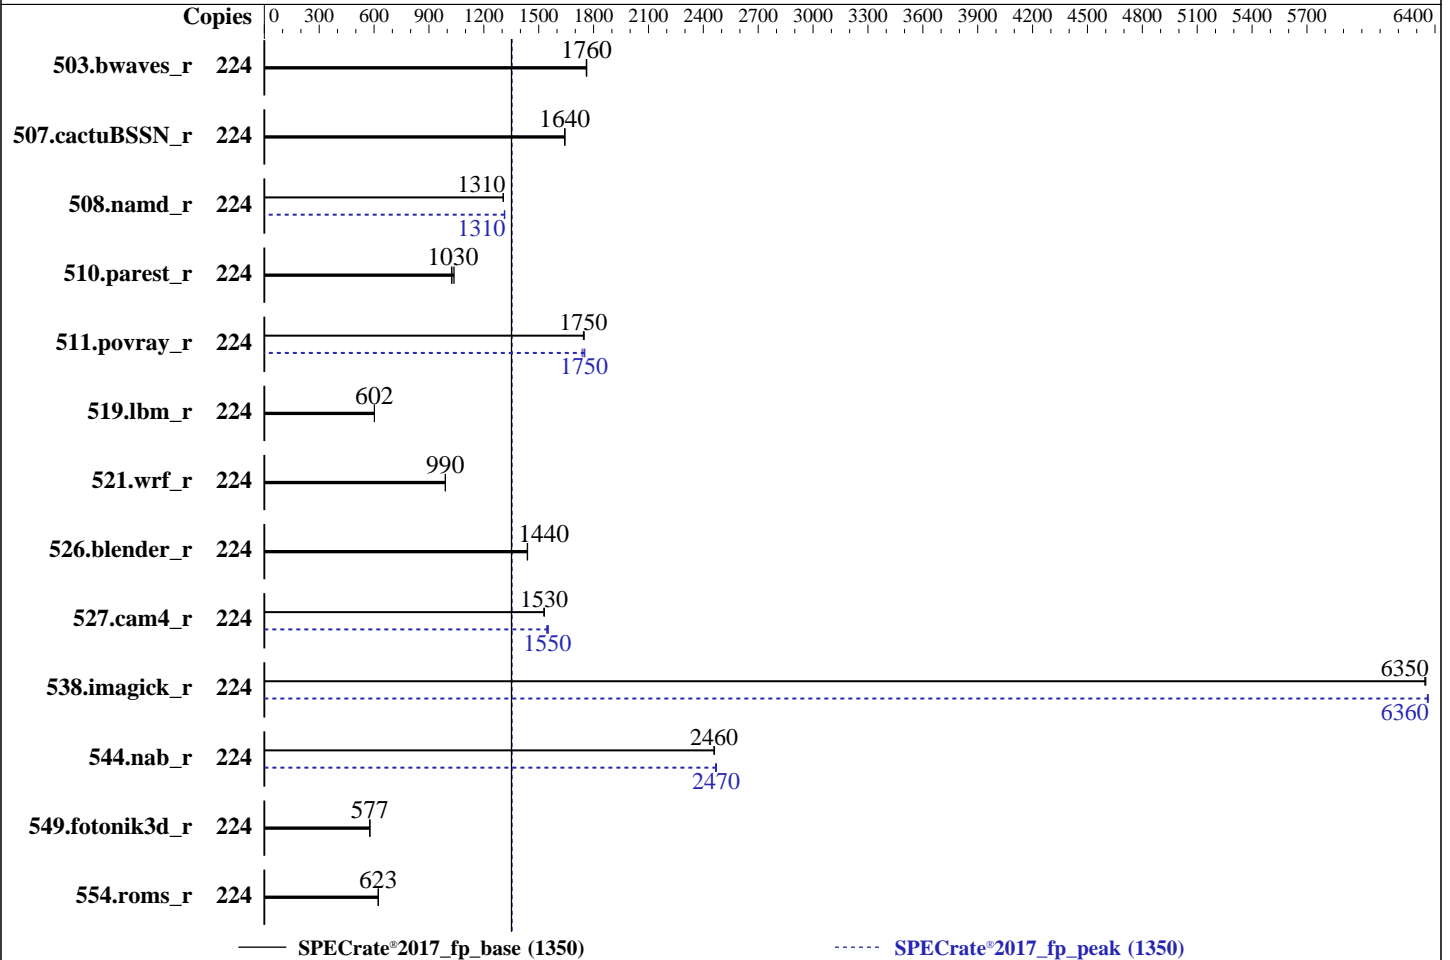 Copies 0 300 600 900 1200 1500 1800 2100 2400 2700 3000 3300 3600 3900 4200 4500 4800 5100 5400 5700 6400
503.bwaves_r 224 1760
507.cactuBSSN_r 224 1640
508.namd_r 224 1310
1310
510.parest_r 224 1030
511.povray_r 224 1750
1750
519.lbm_r 224 602
521.wrf_r 224 990
526.blender_r 224 1440
527.cam4_r 224 1530
1550
538.imagick_r 224 6350
6360
544.nab_r 224 2460
2470
549.fotonik3d_r 224 577
554.roms_r 224 623
SPECrate®2017_fp_base (1350) SPECrate®2017_fp_peak (1350)